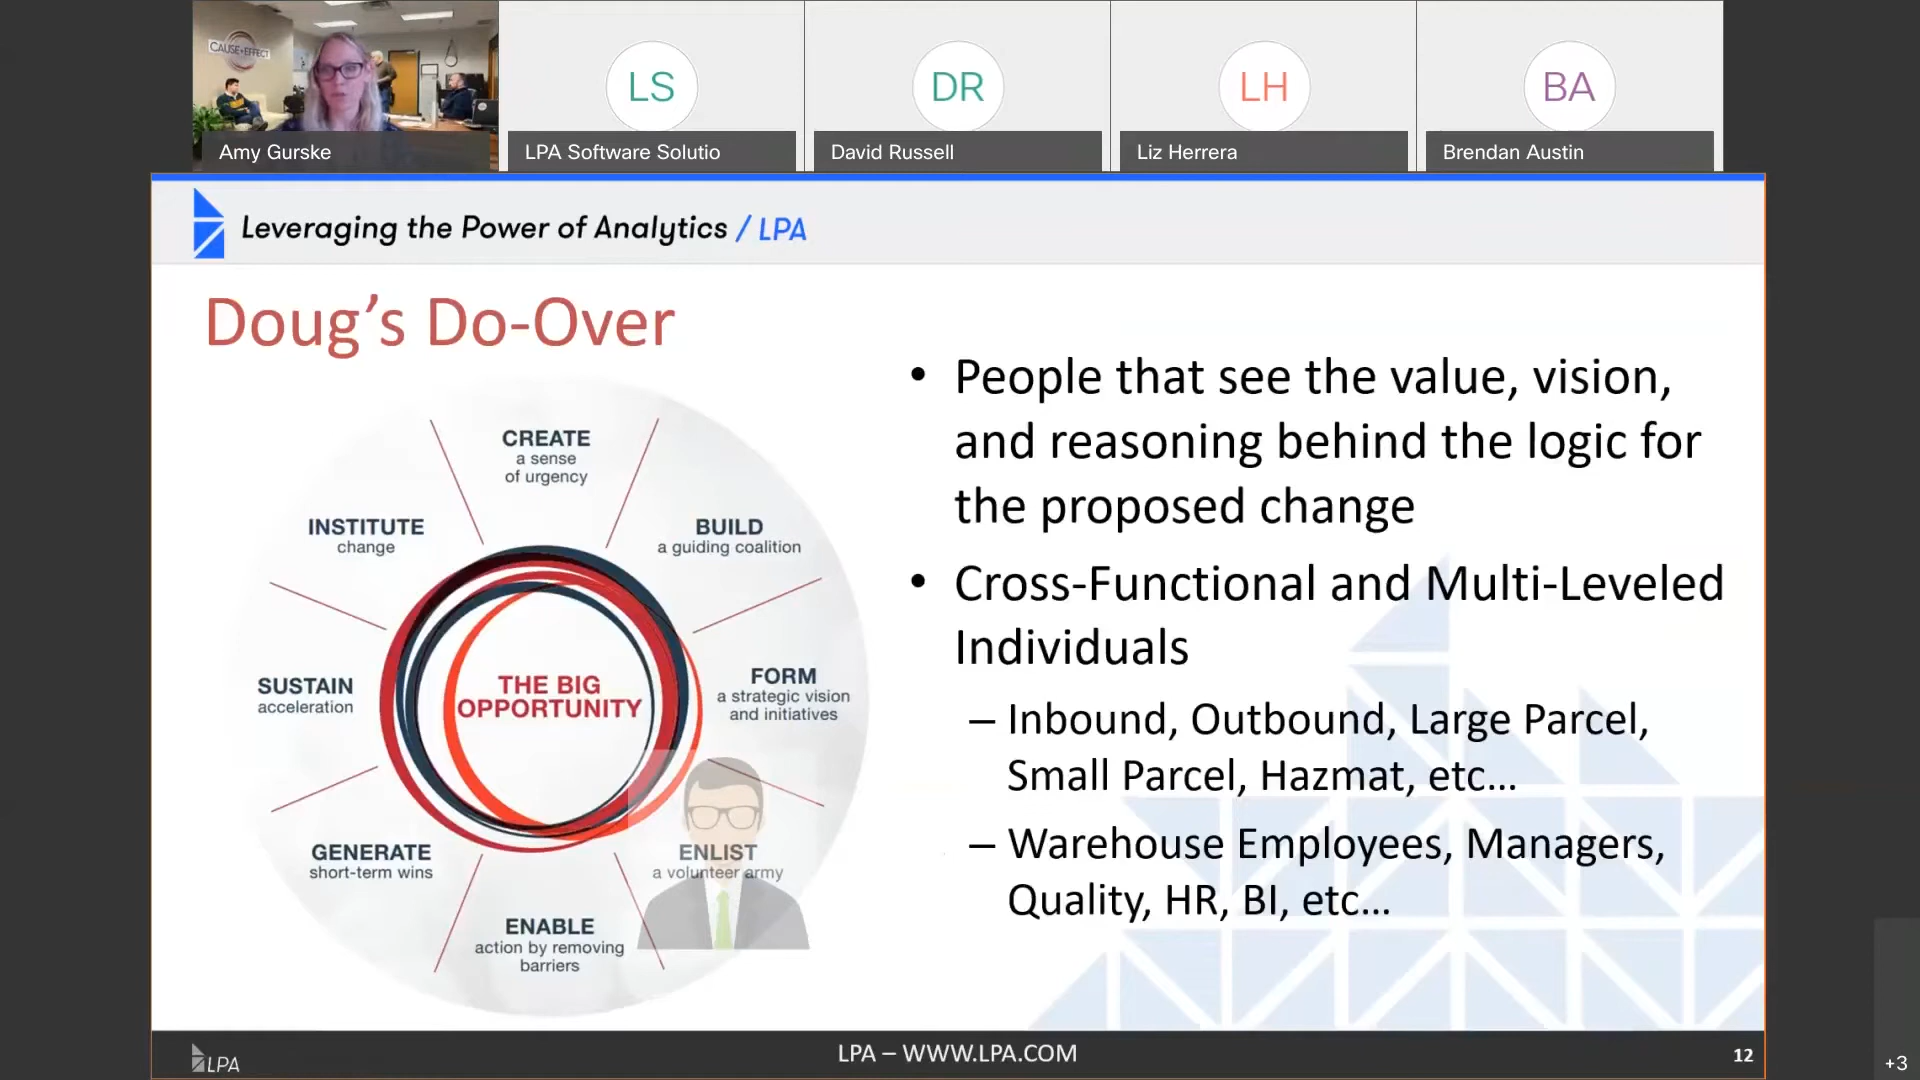 CAUSE+EFFECT
Amy Gurske
LS
LPA Software Solutio
DR
David Russell
LH
Liz Herrera
BA
Brendan Austin
Leveraging the Power of Analytics / LPA
Doug’s Do-Over
CREATE
a sense
of urgency
BUILD
a guiding coalition
FORM
a strategic vision
and initiatives
ENLIST
a volunteer army
ENABLE
action by removing
barriers
GENERATE
short-term wins
SUSTAIN
acceleration
INSTITUTE
change
THE BIG
OPPORTUNITY
• People that see the value, vision,
and reasoning behind the logic for
the proposed change
• Cross-Functional and Multi-Leveled
Individuals
– Inbound, Outbound, Large Parcel,
Small Parcel, Hazmat, etc…
– Warehouse Employees, Managers,
Quality, HR, BI, etc…
LPA
LPA – WWW.LPA.COM
12
+3